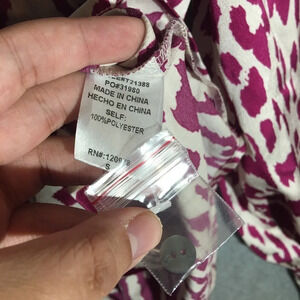 PO#31980
MADE IN CHINA
HECHO EN CHINA
SELF:
100%POLYESTER
S